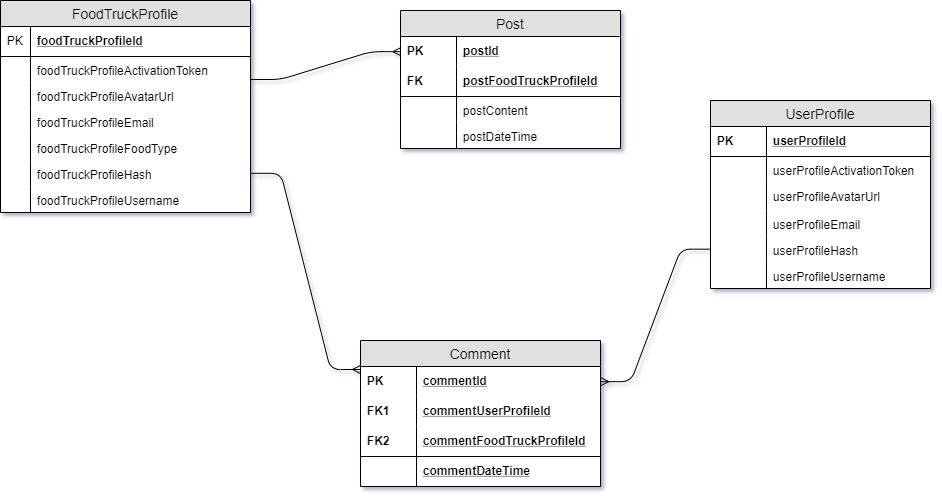 FoodTruckProfile
PK foodTruckProfileId
foodTruckProfileActivationToken
foodTruckProfileAvatarUrl
foodTruckProfileEmail
foodTruckProfileFoodType
foodTruckProfileHash
foodTruckProfileUsername
Post
PK postId
FK postFoodTruckProfileId
postContent
postDateTime
UserProfile
PK userProfileId
userProfileActivationToken
userProfileAvatarUrl
userProfileEmail
userProfileHash
userProfileUsername
Comment
PK commentId
FK1 commentUserProfileId
FK2 commentFoodTruckProfileId
commentDateTime